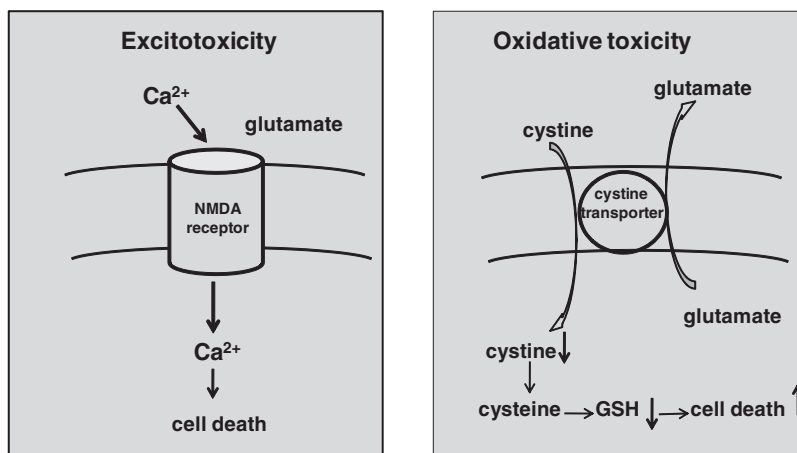 Excitotoxicity
Ca²⁺
glutamate
NMDA
receptor
Ca²⁺
cell death
Oxidative toxicity
glutamate
cystine
cystine
transporter
glutamate
cystine
cysteine
GSH
cell death